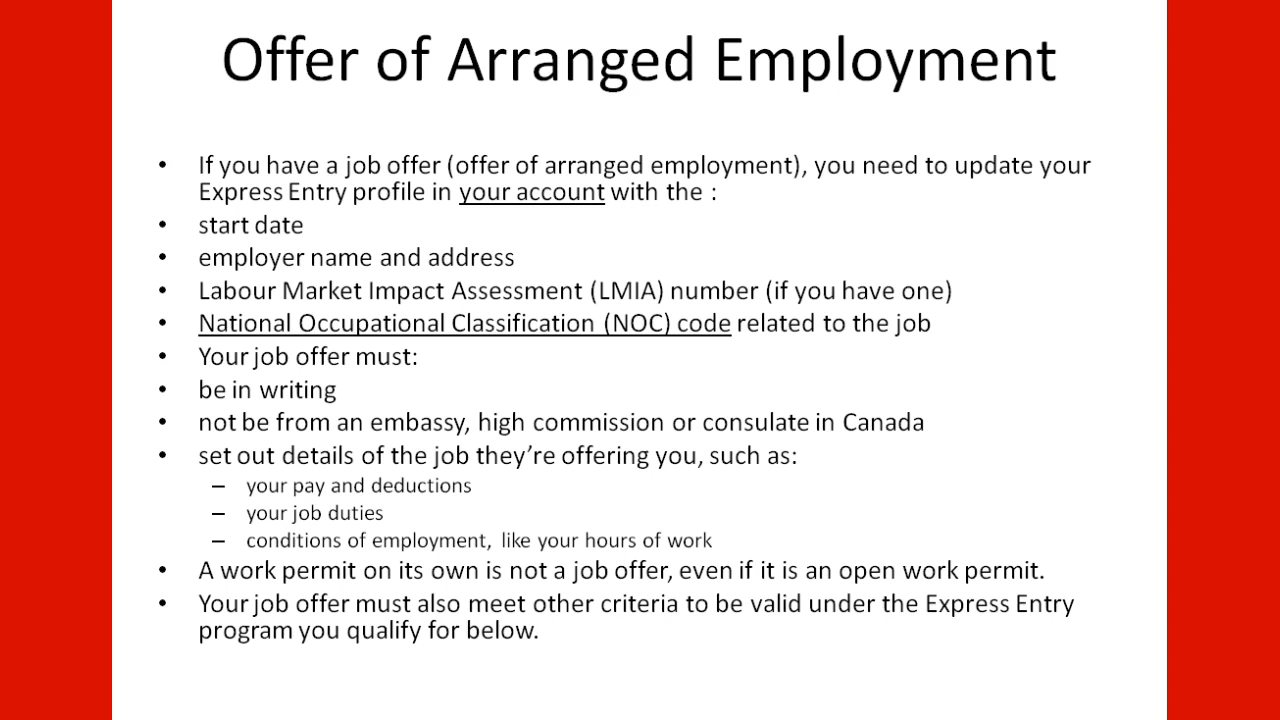 Offer of Arranged Employment
• If you have a job offer (offer of arranged employment), you need to update your
Express Entry profile in your account with the :
• start date
• employer name and address
• Labour Market Impact Assessment (LMIA) number (if you have one)
• National Occupational Classification (NOC) code related to the job
• Your job offer must:
• be in writing
• not be from an embassy, high commission or consulate in Canada
• set out details of the job they’re offering you, such as:
– your pay and deductions
– your job duties
– conditions of employment, like your hours of work
• A work permit on its own is not a job offer, even if it is an open work permit.
• Your job offer must also meet other criteria to be valid under the Express Entry
program you qualify for below.